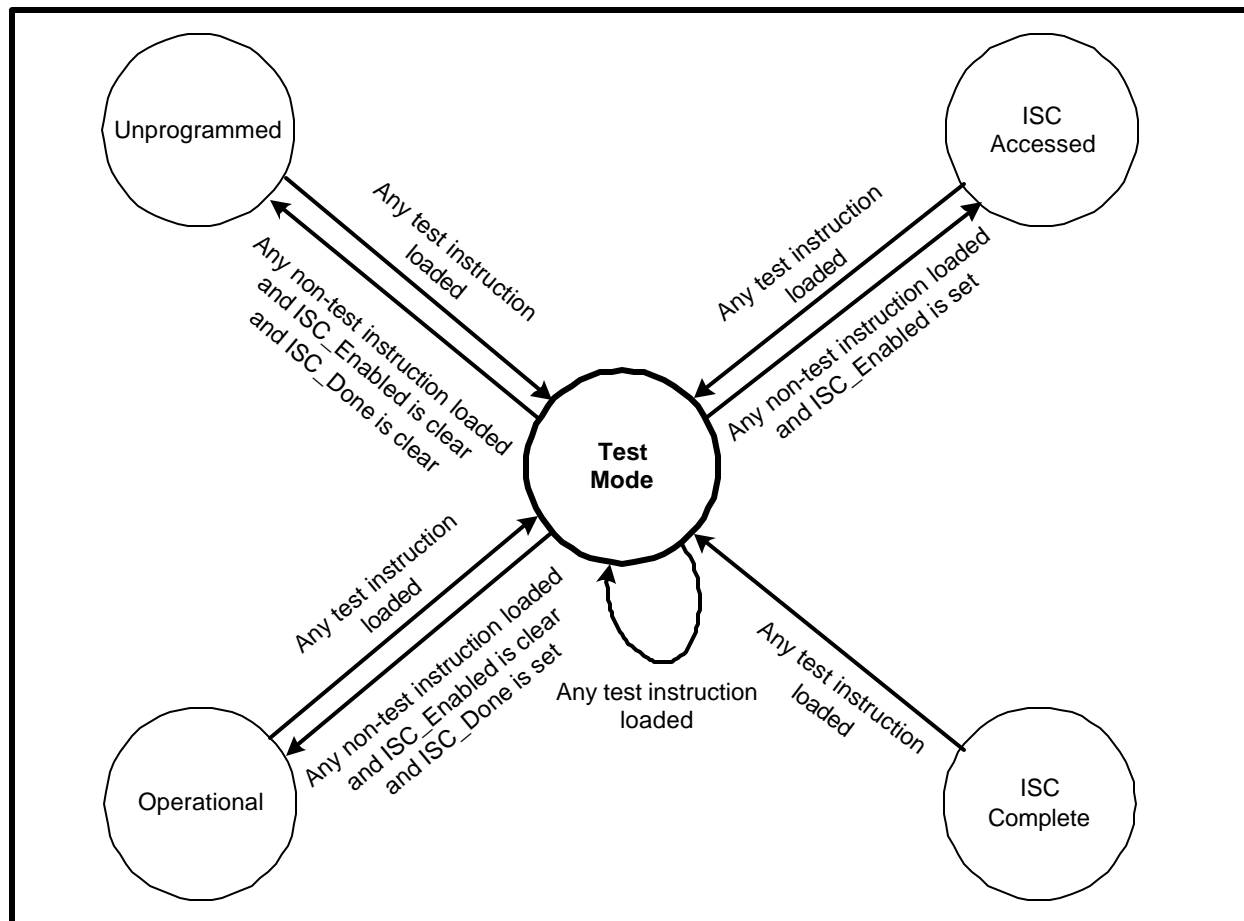 Unprogrammed
ISC
Accessed
Any test instruction
loaded
Any non-test instruction loaded
and ISC_Enabled is clear
and ISC_Done is clear
Any test instruction
loaded
Any non-test instruction loaded
and ISC_Enabled is set
Test
Mode
Any test instruction
loaded
Any non-test instruction loaded
and ISC_Enabled is clear
and ISC_Done is set
Any test instruction
loaded
Any test instruction
loaded
Operational
ISC
Complete